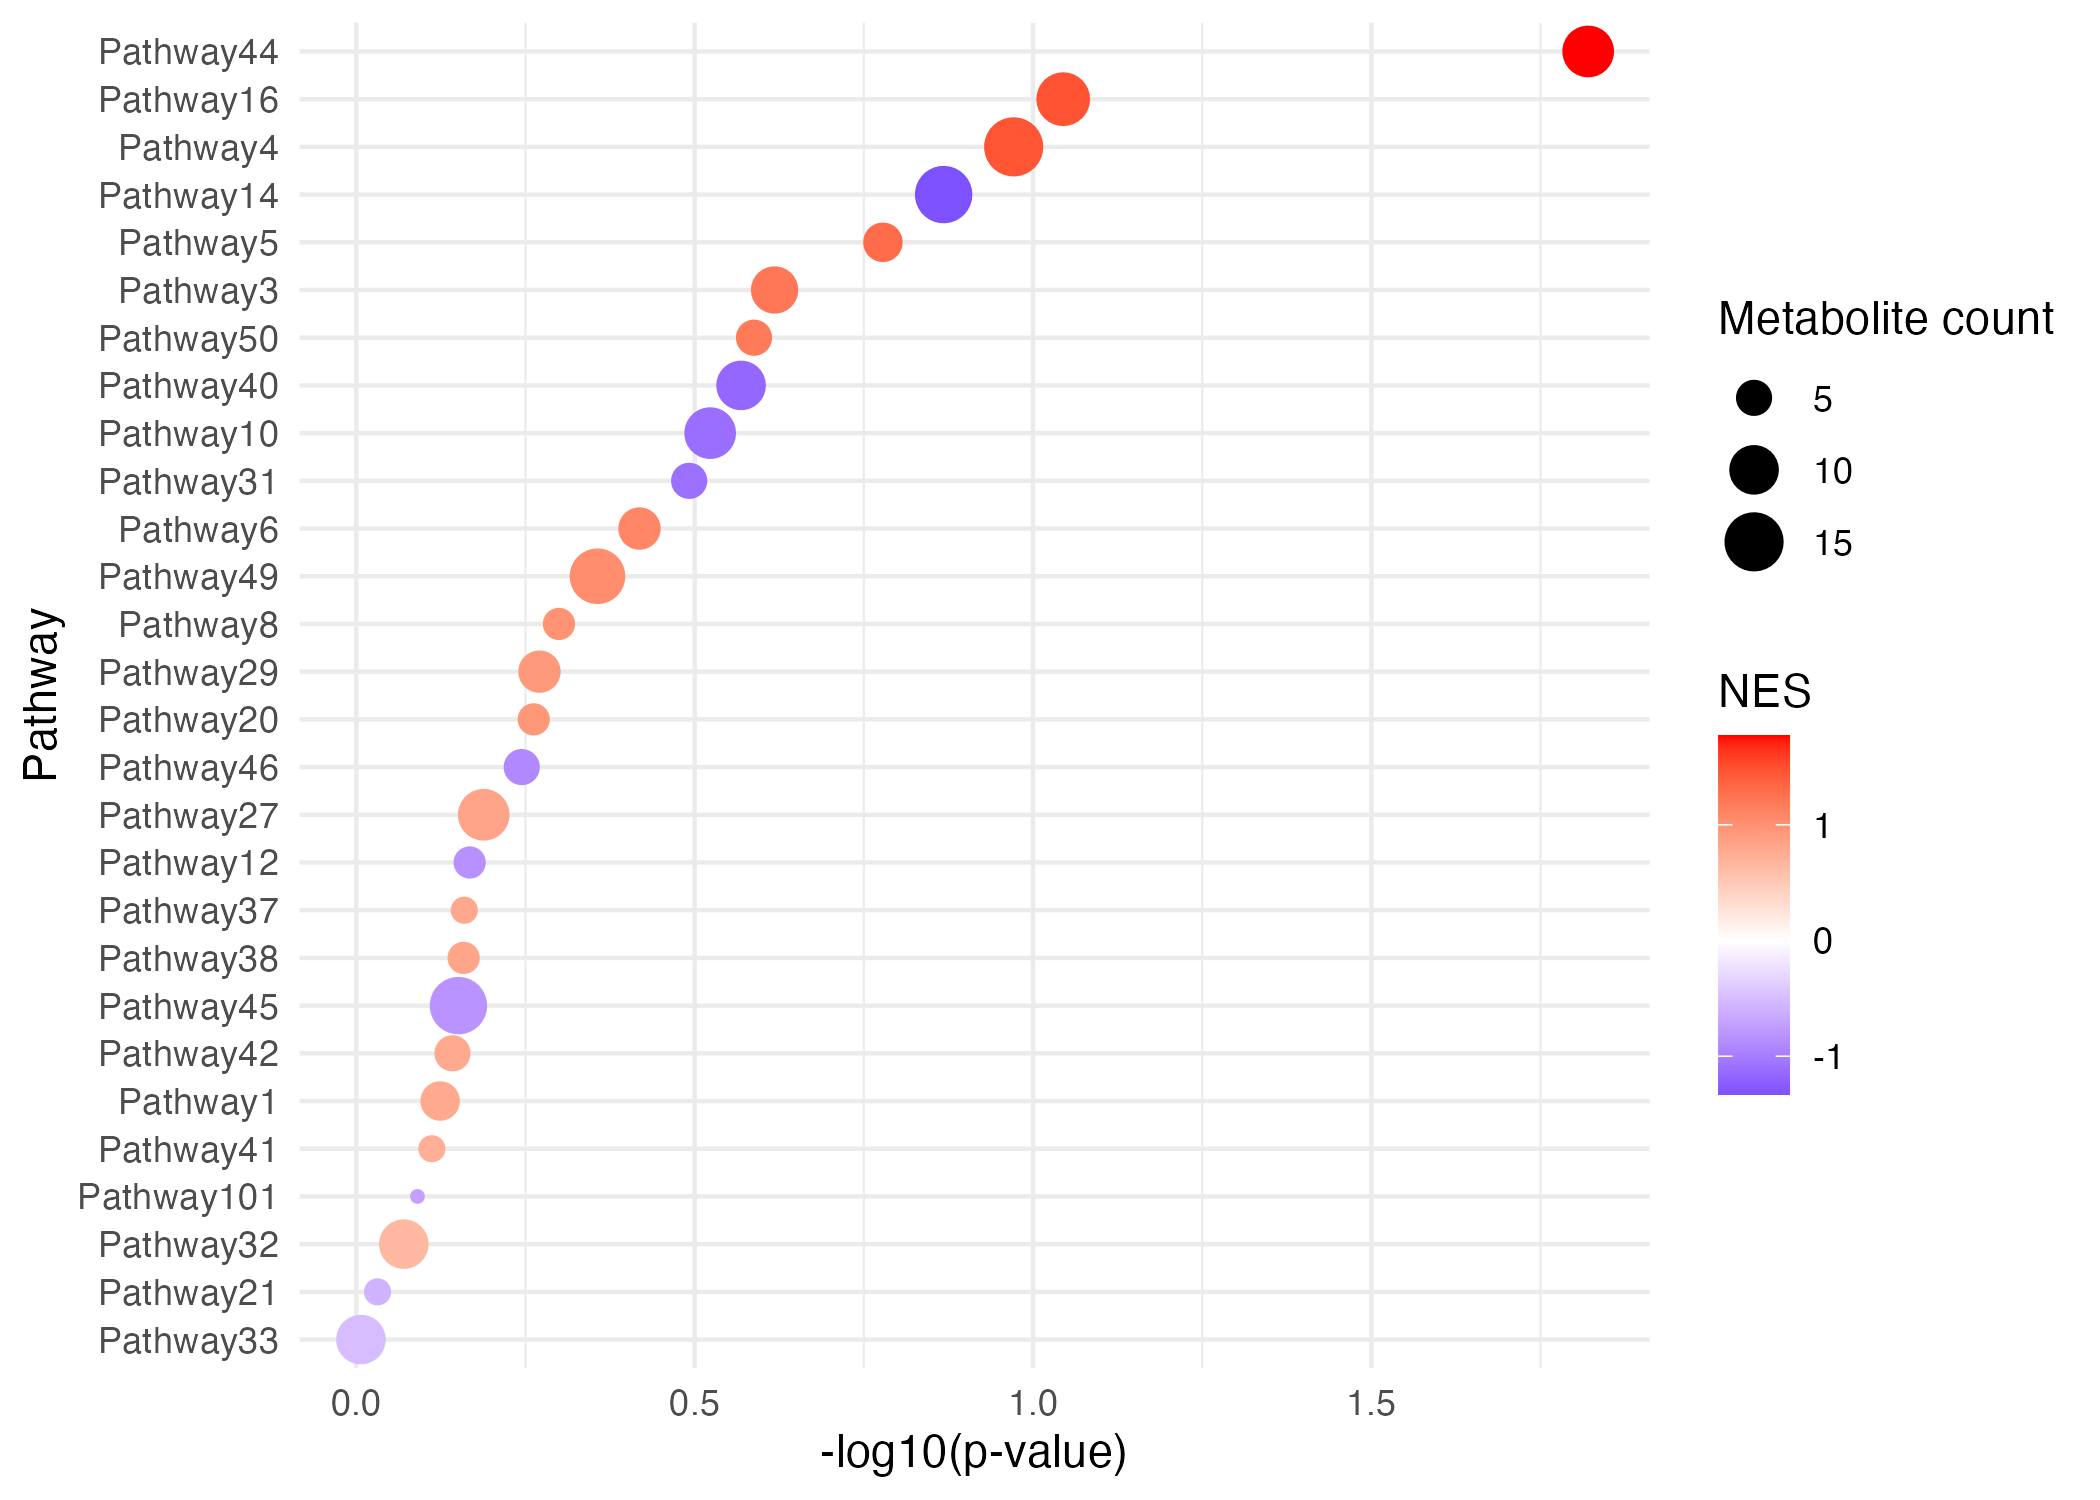 Pathway44
Pathway16
Pathway4
Pathway14
Pathway5
Pathway3
Pathway50
Pathway40
Pathway10
Pathway31
Pathway6
Pathway49
Pathway8
Pathway29
Pathway20
Pathway46
Pathway27
Pathway12
Pathway37
Pathway38
Pathway45
Pathway42
Pathway1
Pathway41
Pathway101
Pathway32
Pathway21
Pathway33
Pathway
0.0 0.5 1.0 1.5
-log10(p-value)
Metabolite count
5
10
15
NES
1
0
-1